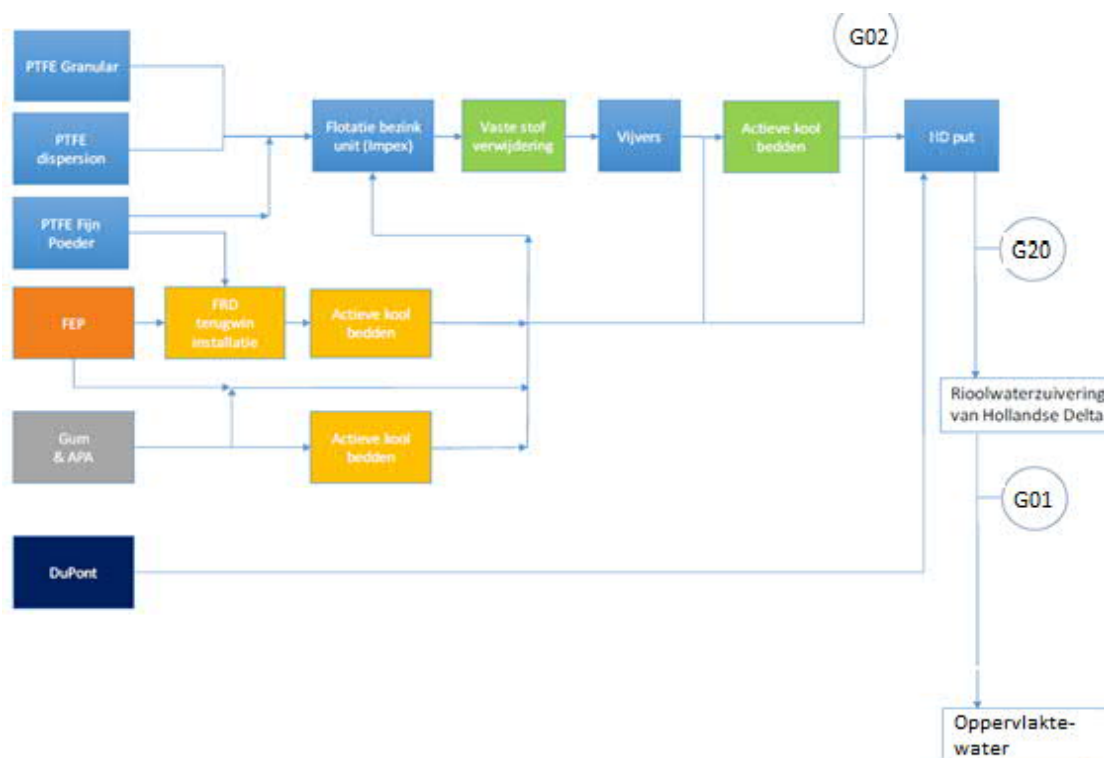 G02
PTFE Granular
PTFE
dispersion
Flotatie bezink
unit (Impex)
Vaste stof
verwijdering
Vijvers
Actieve kool
bedden
HD put
PTFE Fijn
Poeder
G20
FEP
FRD
terugwin
installatie
Actieve kool
bedden
Rioolwaterzuivering
van Hollandse Delta
Gum
& APA
Actieve kool
bedden
G01
DuPont
Oppervlakte-
water